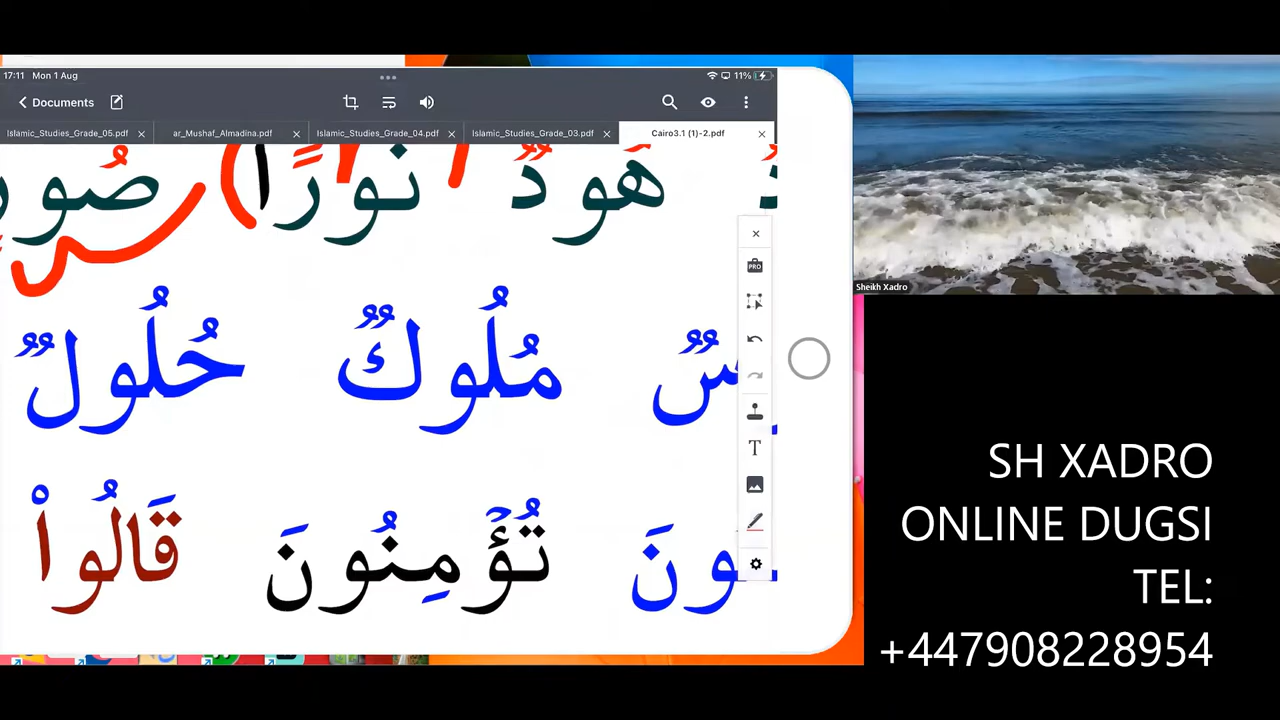 17:11 Mon 1 Aug
11%
Documents
Islamic_Studies_Grade_05.pdf
ar_Mushaf_Almadina.pdf
Islamic_Studies_Grade_04.pdf
Islamic_Studies_Grade_03.pdf
Cairo3.1 (1)-2.pdf
هُودٌ نُورًا
مُلُوكٌ حُلُولٌ
تُؤْمِنُونَ قَالُواْ
PRO
T
Sheikh Xadro
SH XADRO
ONLINE DUGSI
TEL:
+447908228954